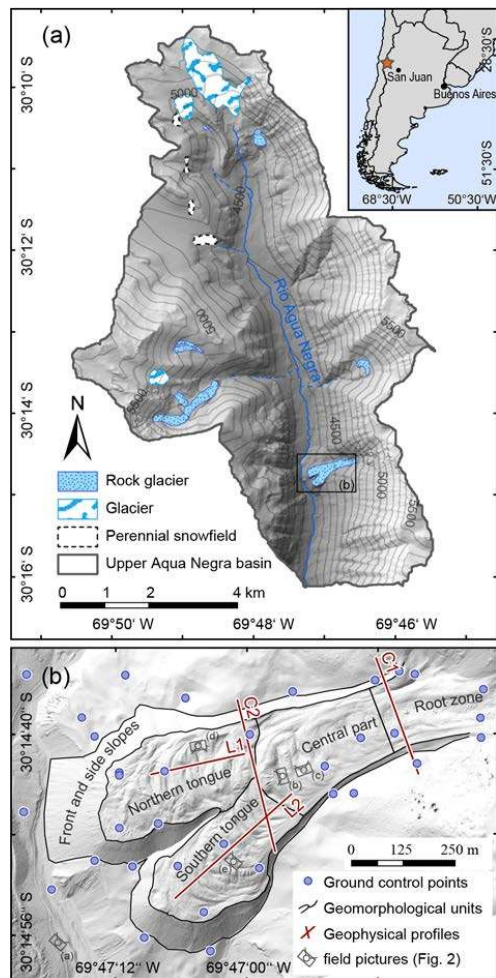 (a)
28°30' S
San Juan
Buenos Aires
51°30' S
68°30' W
50°30' W
30°10' S
30°12' S
30°14' S
30°16' S
5000
4500
5000
5500
5500
4500
5500
Rio Agua Negra
(b)
N
Rock glacier
Glacier
Perennial snowfield
Upper Aqua Negra basin
0 1 2 4 km
69°50' W
69°48' W
69°46' W
(b)
30°14'40'' S
30°14'56'' S
C1
C2
L1
L2
Root zone
Central part
Northern tongue
Southern tongue
Front and side slopes
(d)
(b)
(c)
(e)
(a)
0 125 250 m
Ground control points
Geomorphological units
Geophysical profiles
field pictures (Fig. 2)
69°47'12'' W
69°47'00'' W